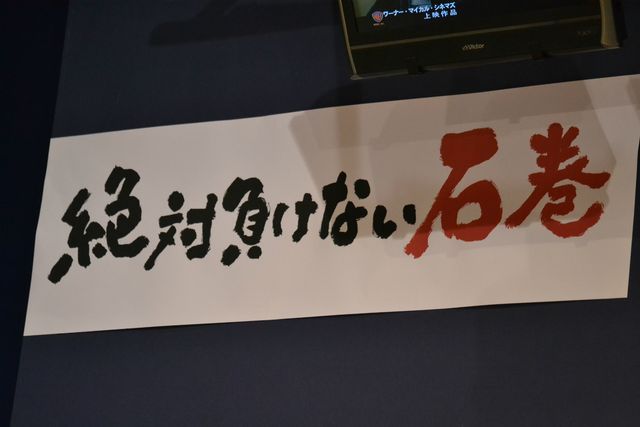 ワーナー・マイカル・シネマズ
上映作品
Victor
絶対負けない石巻